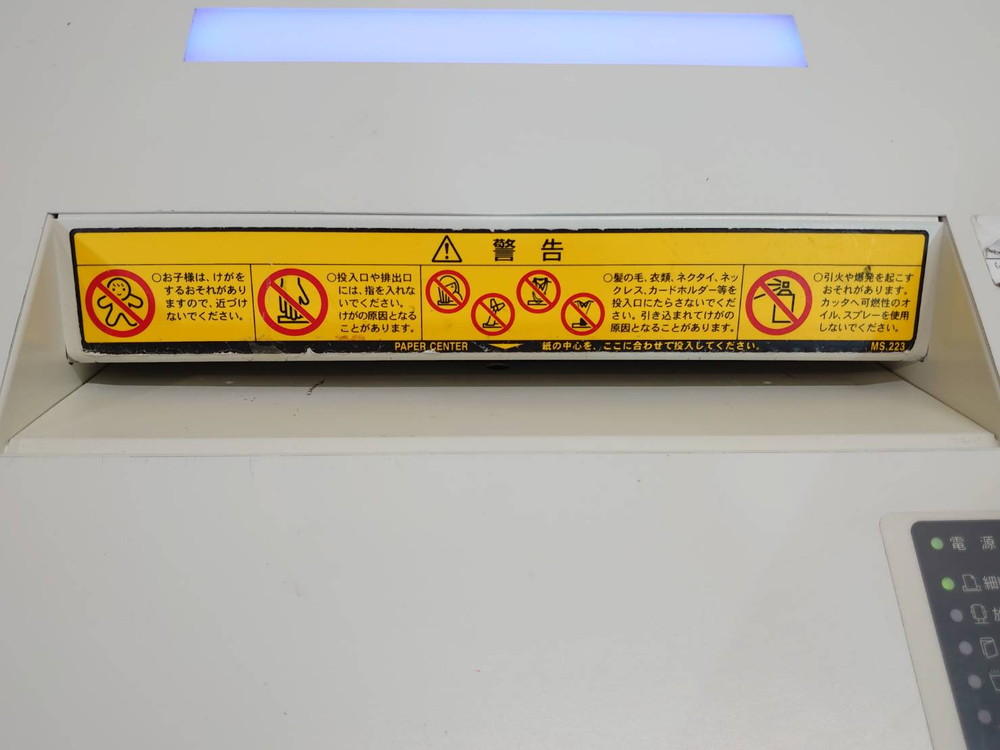 警告
○お子様は、けがを
するおそれがあり
ますので、近づけ
ないでください。
○投入口や排出口
には、指を入れな
いでください。
けがの原因となる
ことがあります。
○髪の毛、衣類、ネクタイ、ネッ
クレス、カードホルダー等を
投入口にたらさないでくだ
さい。引き込まれてけがの
原因となることがあります。
○引火や爆発を起こす
おそれがあります。
カッタへ可燃性のオ
イル、スプレーを使用
しないでください。
PAPER CENTER 紙の中心を、ここに合わせて投入してください。 MS.223
電源
細